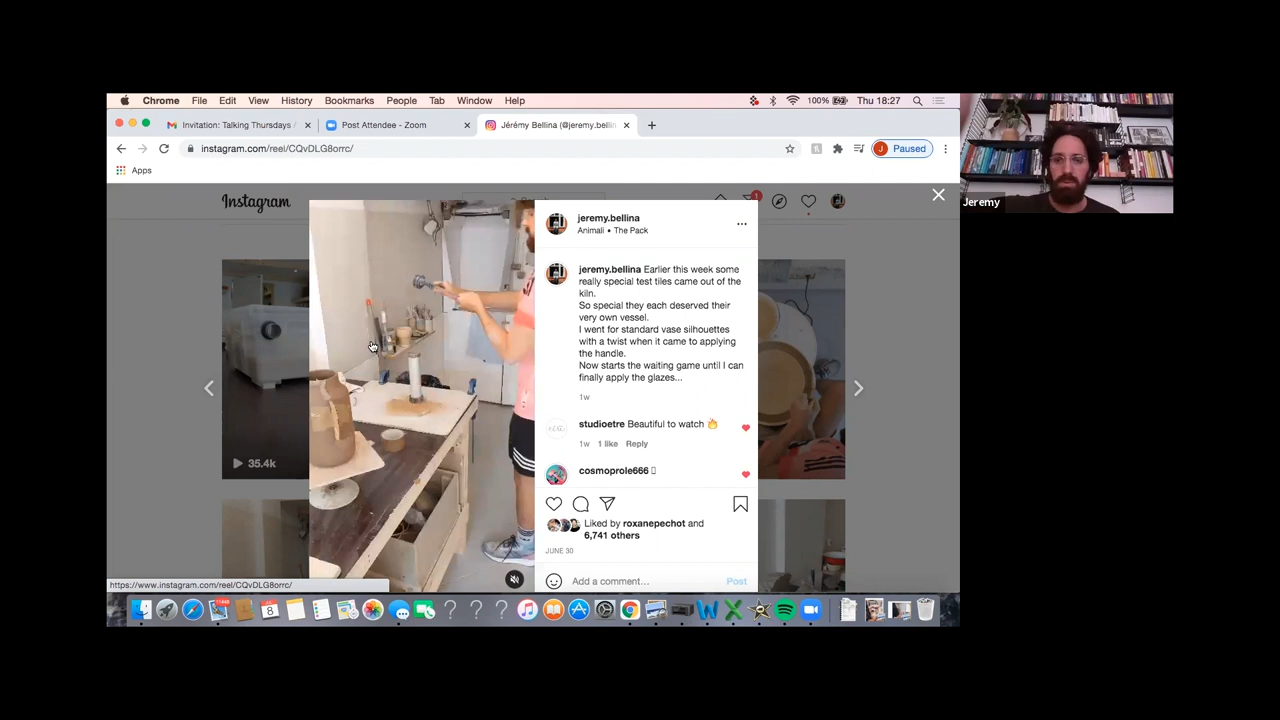 Chrome File Edit View History Bookmarks People Tab Window Help 100% Thu 18:27
Invitation: Talking Thursdays Post Attendee - Zoom Jérémy Bellina (@jeremy.bellin
instagram.com/reel/CQvDLG8orrc/ J Paused
Apps
Instagram
Jeremy
jeremy.bellina
Animali • The Pack
jeremy.bellina Earlier this week some
really special test tiles came out of the
kiln.
So special they each deserved their
very own vessel.
I went for standard vase silhouettes
with a twist when it came to applying
the handle.
Now starts the waiting game until I can
finally apply the glazes...
1w
studioetre Beautiful to watch 🔥
1w 1 like Reply
cosmoprole666
35.4k
Liked by roxanepechot and
6,741 others
JUNE 30
Add a comment... Post
https://www.instagram.com/reel/CQvDLG8orrc/
8